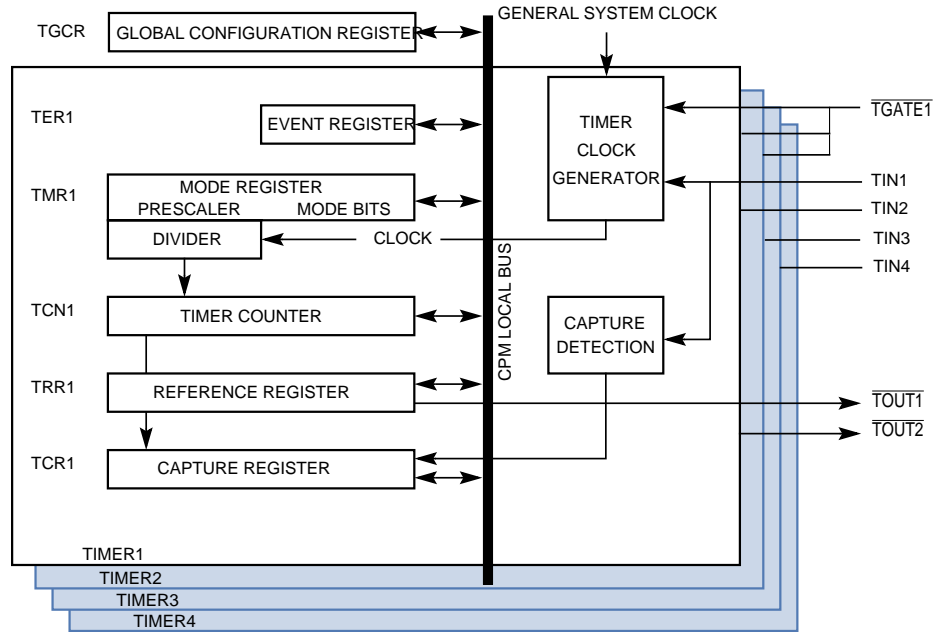 GENERAL SYSTEM CLOCK
TGCR
GLOBAL CONFIGURATION REGISTER
TER1
EVENT REGISTER
TIMER
CLOCK
GENERATOR
TGATE1
TMR1
MODE REGISTER
PRESCALER MODE BITS
DIVIDER
CLOCK
TIN1
TIN2
TIN3
TIN4
CPM LOCAL BUS
TCN1
TIMER COUNTER
CAPTURE
DETECTION
TRR1
REFERENCE REGISTER
TOUT1
TOUT2
TCR1
CAPTURE REGISTER
TIMER1
TIMER2
TIMER3
TIMER4